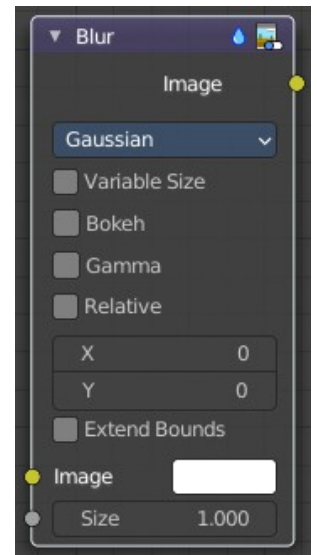 Blur
Image
Gaussian
Variable Size
Bokeh
Gamma
Relative
X 0
Y 0
Extend Bounds
Image
Size 1.000